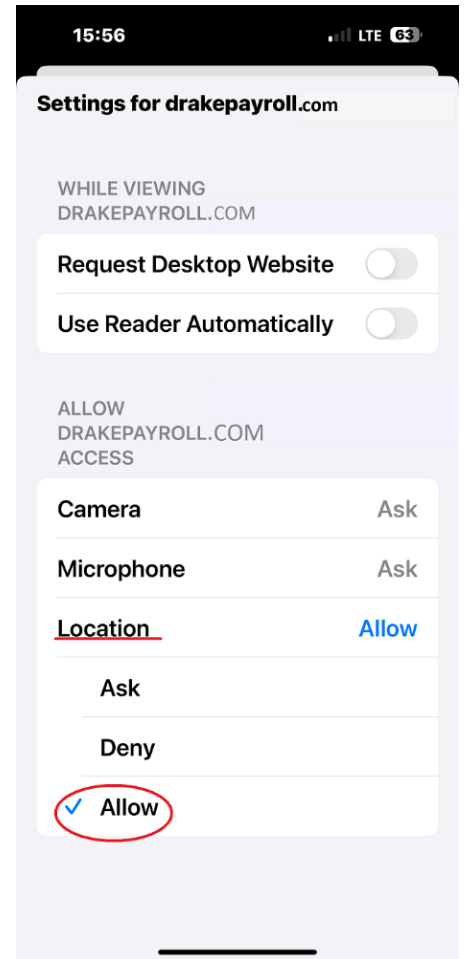 15:56 LTE 63
Settings for drakepayroll.com
WHILE VIEWING
DRAKEPAYROLL.COM
Request Desktop Website
Use Reader Automatically
ALLOW
DRAKEPAYROLL.COM
ACCESS
Camera Ask
Microphone Ask
Location Allow
Ask
Deny
Allow